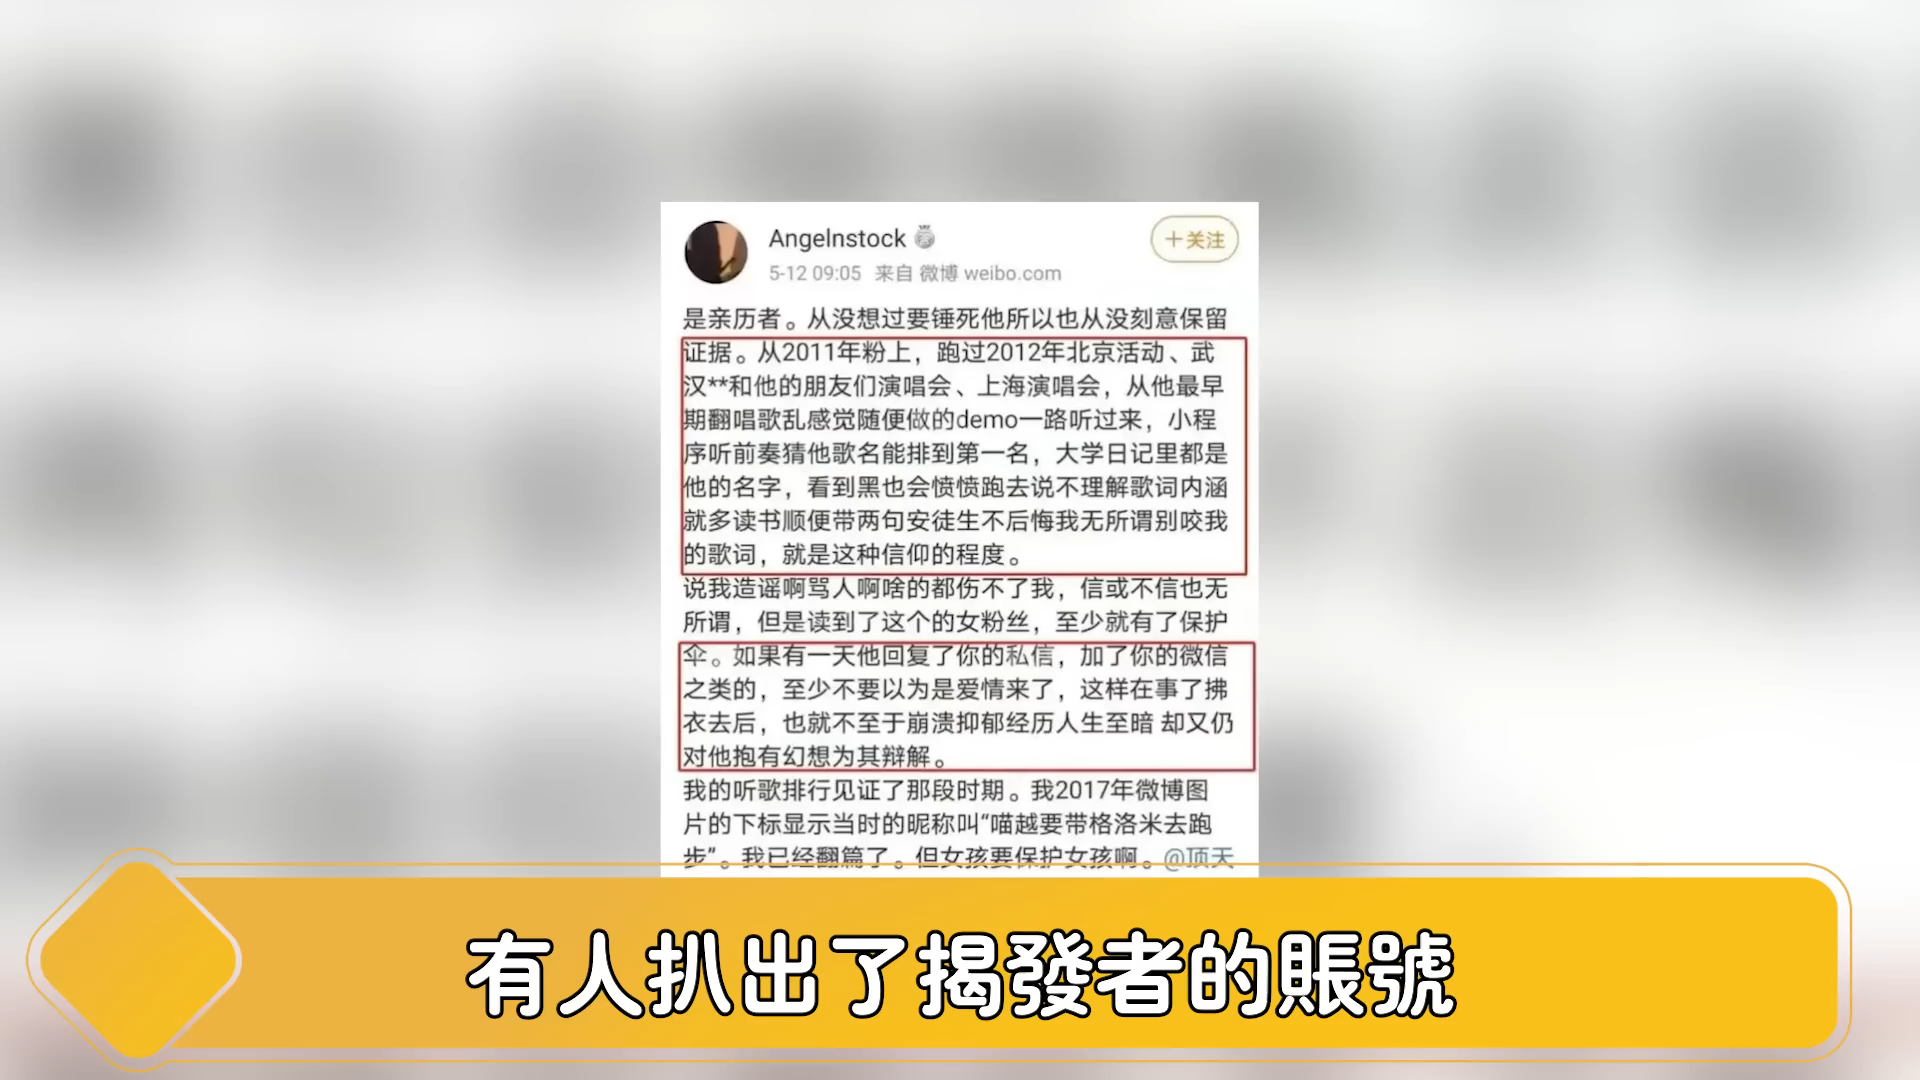 Angelnstock
＋关注
5-12 09:05 来自 微博 weibo.com
是亲历者。从没想过要锤死他所以也从没刻意保留
证据。从2011年粉上，跑过2012年北京活动、武
汉**和他的朋友们演唱会、上海演唱会，从他最早
期翻唱歌乱感觉随便做的demo一路听过来，小程
序听前奏猜他歌名能排到第一名，大学日记里都是
他的名字，看到黑也会愤愤跑去说不理解歌词内涵
就多读书顺便带两句安徒生不后悔我无所谓别咬我
的歌词，就是这种信仰的程度。
说我造谣啊骂人啊啥的都伤不了我，信或不信也无
所谓，但是读到了这个的女粉丝，至少就有了保护
伞。如果有一天他回复了你的私信，加了你的微信
之类的，至少不要以为是爱情来了，这样在事了拂
衣去后，也就不至于崩溃抑郁经历人生至暗 却又仍
对他抱有幻想为其辩解。
我的听歌排行见证了那段时期。我2017年微博图
片的下标显示当时的昵称叫“喵越要带格洛米去跑
步”。我已经翻篇了。但女孩要保护女孩啊。@顶天
有人扒出了揭發者的賬號